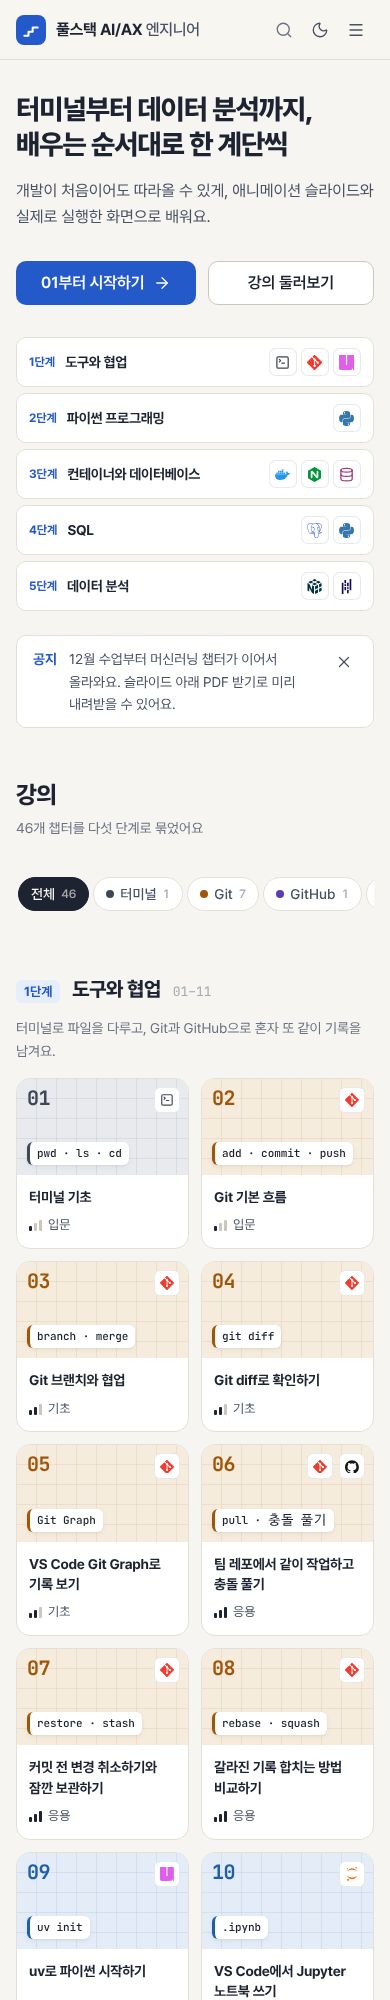 풀스택 AI/AX 엔지니어
터미널부터 데이터 분석까지,
배우는 순서대로 한 계단씩
개발이 처음이어도 따라올 수 있게, 애니메이션 슬라이드와
실제로 실행한 화면으로 배워요.
01부터 시작하기 →
강의 둘러보기
1단계 도구와 협업
2단계 파이썬 프로그래밍
3단계 컨테이너와 데이터베이스
4단계 SQL
5단계 데이터 분석
공지 12월 수업부터 머신러닝 챕터가 이어서
올라와요. 슬라이드 아래 PDF 받기로 미리
내려받을 수 있어요.
강의
46개 챕터를 다섯 단계로 묶었어요
전체 46 터미널 1 Git 7 GitHub 1
1단계 도구와 협업 01–11
터미널로 파일을 다루고, Git과 GitHub으로 혼자 또 같이 기록을
남겨요.
01
pwd · ls · cd
터미널 기초
입문
02
add · commit · push
Git 기본 흐름
입문
03
branch · merge
Git 브랜치와 협업
기초
04
git diff
Git diff로 확인하기
기초
05
Git Graph
VS Code Git Graph로
기록 보기
기초
06
pull · 충돌 풀기
팀 레포에서 같이 작업하고
충돌 풀기
응용
07
restore · stash
커밋 전 변경 취소하기와
잠깐 보관하기
응용
08
rebase · squash
갈라진 기록 합치는 방법
비교하기
응용
09
uv init
uv로 파이썬 시작하기
10
.ipynb
VS Code에서 Jupyter
노트북 쓰기